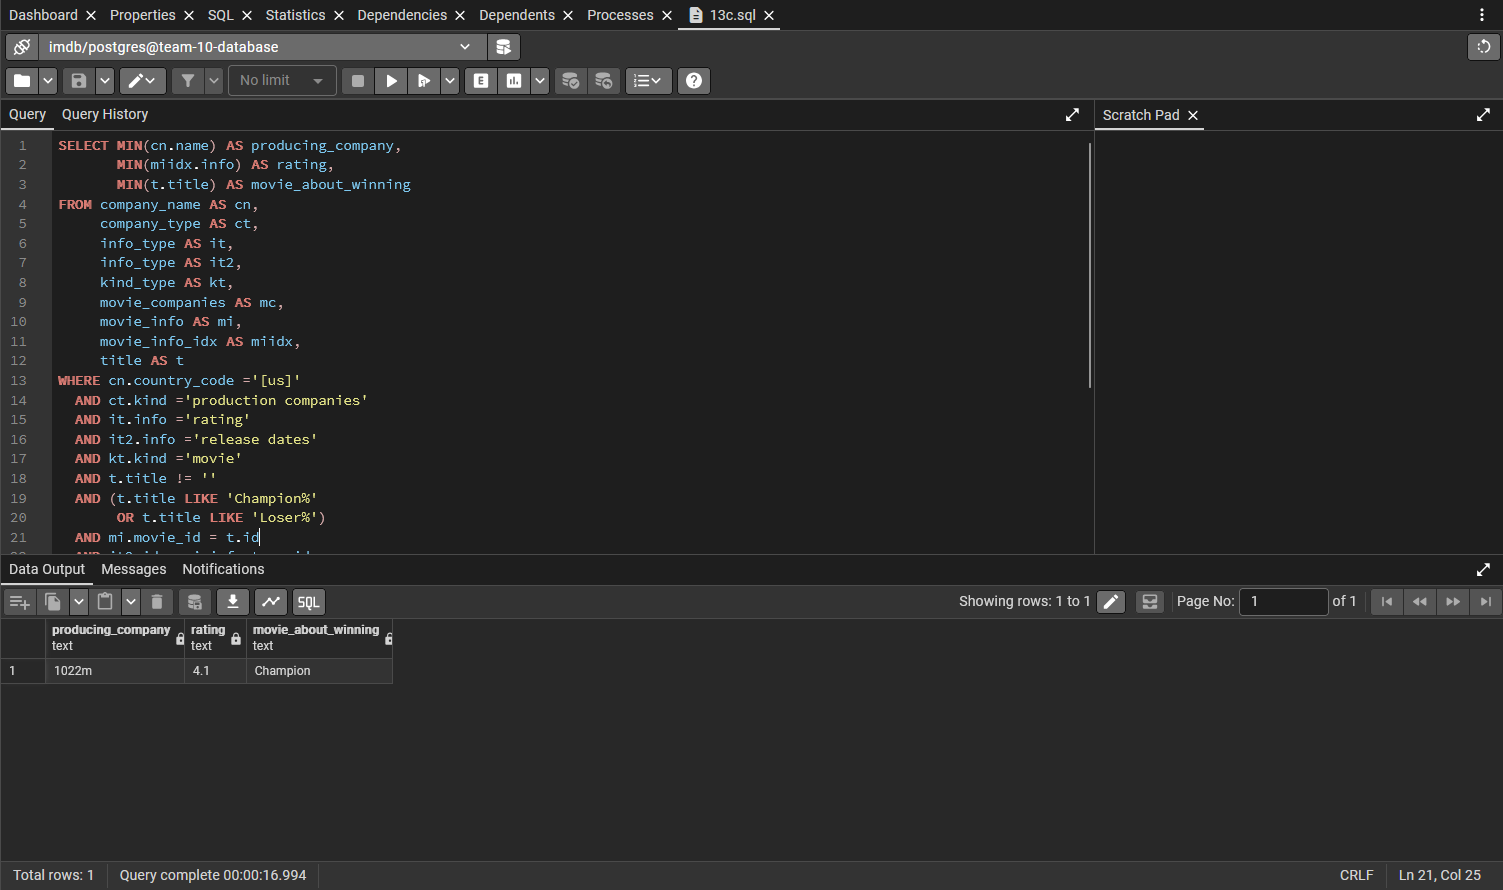 Dashboard Properties SQL Statistics Dependencies Dependents Processes 13c.sql
imdb/postgres@team-10-database
No limit
Query Query History
Scratch Pad
1 SELECT MIN(cn.name) AS producing_company,
2 MIN(miidx.info) AS rating,
3 MIN(t.title) AS movie_about_winning
4 FROM company_name AS cn,
5 company_type AS ct,
6 info_type AS it,
7 info_type AS it2,
8 kind_type AS kt,
9 movie_companies AS mc,
10 movie_info AS mi,
11 movie_info_idx AS miidx,
12 title AS t
13 WHERE cn.country_code ='[us]'
14 AND ct.kind ='production companies'
15 AND it.info ='rating'
16 AND it2.info ='release dates'
17 AND kt.kind ='movie'
18 AND t.title != ''
19 AND (t.title LIKE 'Champion%'
20 OR t.title LIKE 'Loser%')
21 AND mi.movie_id = t.id
Data Output Messages Notifications
SQL Showing rows: 1 to 1 Page No: 1 of 1
producing_company rating movie_about_winning
text text text
1 1022m 4.1 Champion
Total rows: 1 Query complete 00:00:16.994 CRLF Ln 21, Col 25